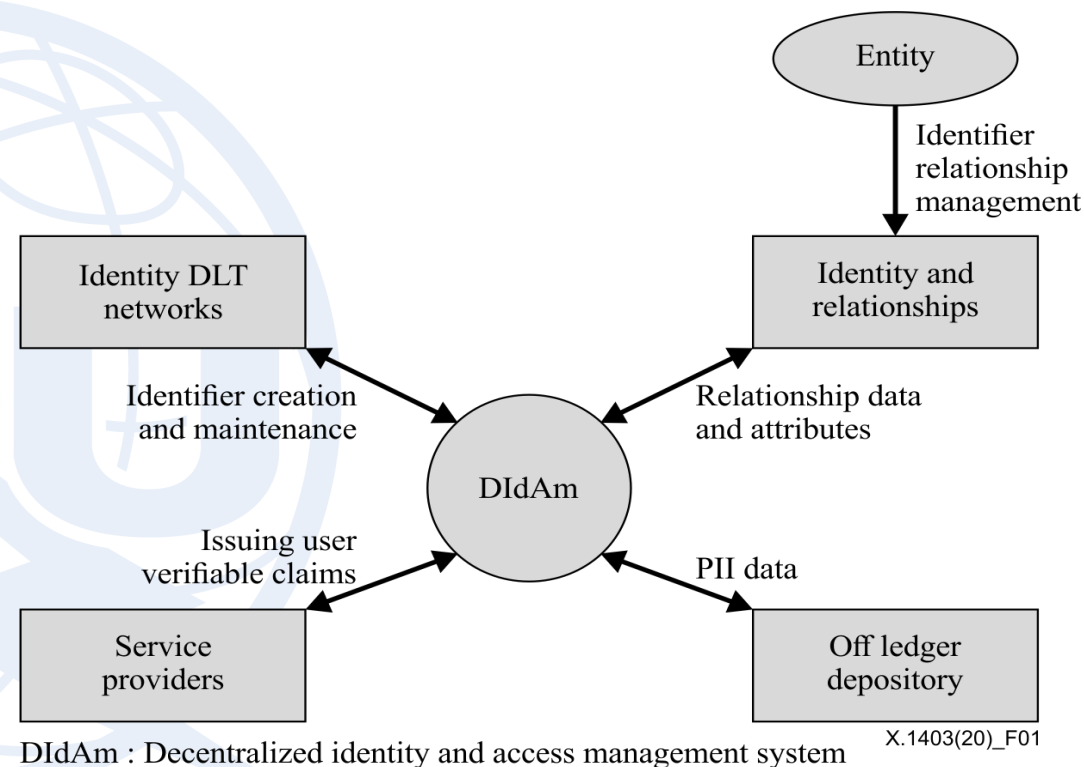 Entity
Identifier
relationship
management
Identity DLT
networks
Identity and
relationships
Identifier creation
and maintenance
Relationship data
and attributes
DIdAm
Issuing user
verifiable claims
PII data
Service
providers
Off ledger
depository
X.1403(20)_F01
DIdAm : Decentralized identity and access management system